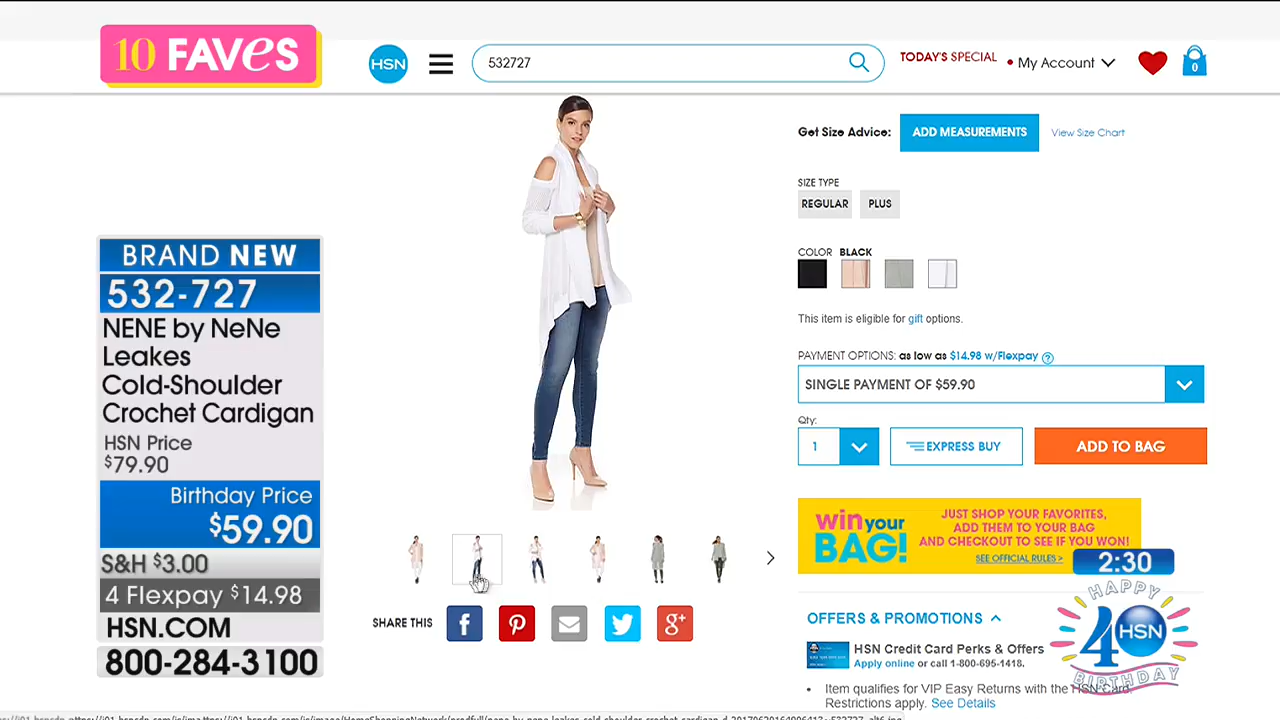 10 FAVES
HSN
532727
TODAY'S SPECIAL
My Account
0
Get Size Advice:
ADD MEASUREMENTS
View Size Chart
SIZE TYPE
REGULAR
PLUS
COLOR BLACK
This item is eligible for gift options.
PAYMENT OPTIONS: as low as $14.98 w/Flexpay ?
SINGLE PAYMENT OF $59.90
Qty:
1
EXPRESS BUY
ADD TO BAG
BRAND NEW
532-727
NENE by NeNe
Leakes
Cold-Shoulder
Crochet Cardigan
HSN Price
$79.90
Birthday Price
$59.90
S&H $3.00
4 Flexpay $14.98
HSN.COM
800-284-3100
SHARE THIS
f
g+
win your
BAG!
JUST SHOP YOUR FAVORITES,
ADD THEM TO YOUR BAG
AND CHECKOUT TO SEE IF YOU WON!
SEE OFFICIAL RULES >
2:30
HAPPY
40 HSN
BIRTHDAY
OFFERS & PROMOTIONS
HSN Credit Card Perks & Offers
Apply online or call 1-800-695-1418.
• Item qualifies for VIP Easy Returns with the HSN Card.
Restrictions apply. See Details